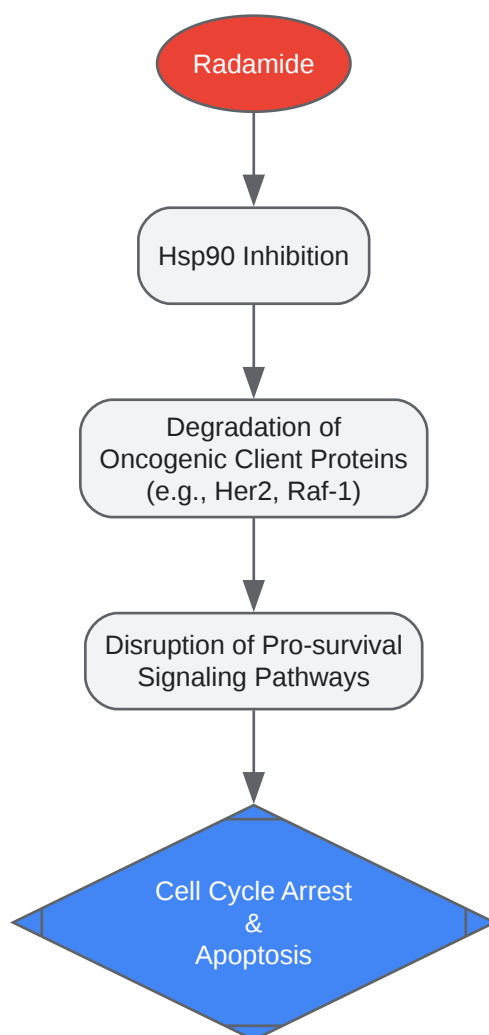 Radamide
Hsp90 Inhibition
Degradation of
Oncogenic Client Proteins
(e.g., Her2, Raf-1)
Disruption of Pro-survival
Signaling Pathways
Cell Cycle Arrest
&
Apoptosis